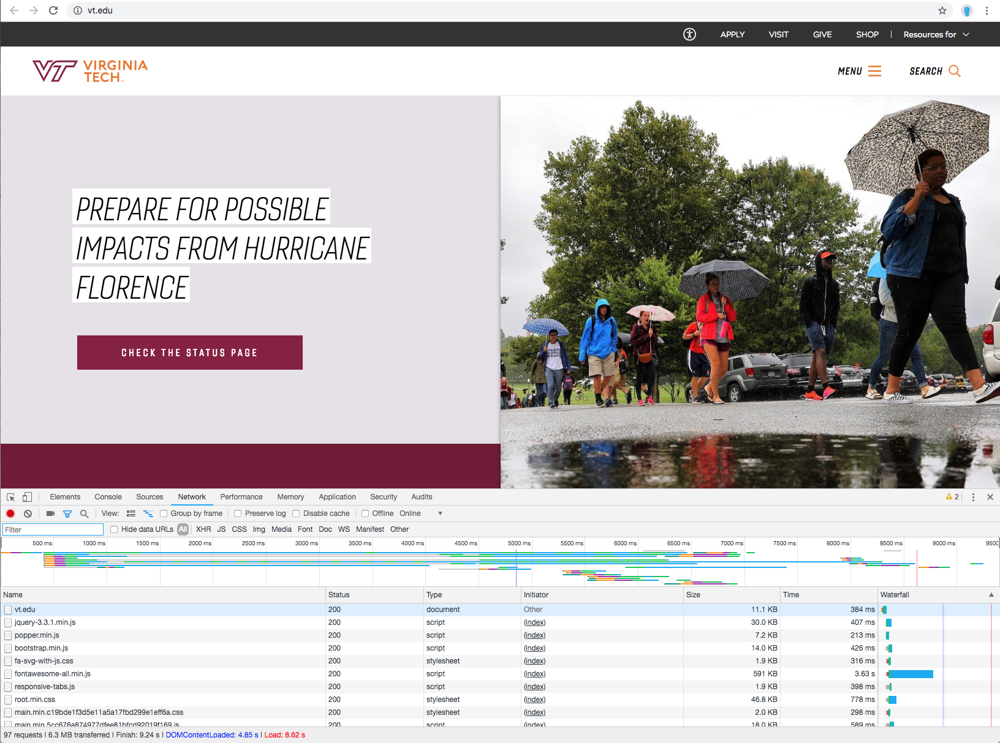 vt.edu
APPLY VISIT GIVE SHOP | Resources for
VIRGINIA
TECH™
MENU SEARCH
PREPARE FOR POSSIBLE
IMPACTS FROM HURRICANE
FLORENCE
CHECK THE STATUS PAGE
Elements Console Sources Network Performance Memory Application Security Audits 2
View: Group by frame Preserve log Disable cache Offline Online
Filter Hide data URLs All XHR JS CSS Img Media Font Doc WS Manifest Other
500 ms 1000 ms 1500 ms 2000 ms 2500 ms 3000 ms 3500 ms 4000 ms 4500 ms 5000 ms 5500 ms 6000 ms 6500 ms 7000 ms 7500 ms 8000 ms 8500 ms 9000 ms 9500
Name Status Type Initiator Size Time Waterfall
vt.edu 200 document Other 11.1 KB 384 ms
jquery-3.3.1.min.js 200 script (index) 30.0 KB 407 ms
popper.min.js 200 script (index) 7.2 KB 213 ms
bootstrap.min.js 200 script (index) 14.0 KB 426 ms
fa-svg-with-js.css 200 stylesheet (index) 1.9 KB 316 ms
fontawesome-all.min.js 200 script (index) 591 KB 3.63 s
responsive-tabs.js 200 script (index) 1.9 KB 398 ms
root.min.css 200 stylesheet (index) 46.8 KB 778 ms
main.min.c19bde1f3d5e11a5a17fbd299e1eff6a.css 200 stylesheet (index) 2.0 KB 298 ms
main.min.5cc676a874977dfee81bfcd92019f169.js 200 script (index) 18.0 KB 589 ms
97 requests | 6.3 MB transferred | Finish: 9.24 s | DOMContentLoaded: 4.85 s | Load: 8.62 s